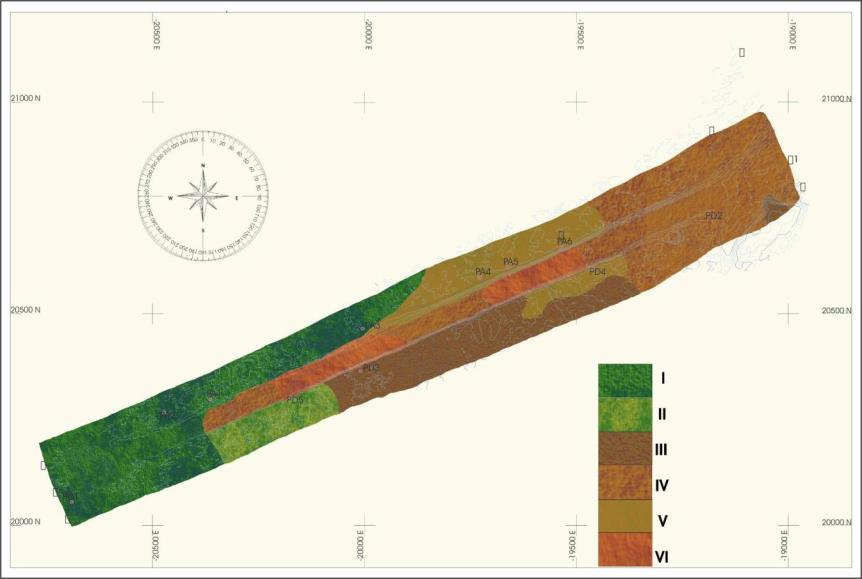 -20500 E
-20000 E
-19500 E
-19000 E
21000 N
21000 N
N
W
E
S
1
PD2
PA6
PA5
PA4
PD4
20500 N
20500 N
PA3
PD3
PD5
I
II
III
IV
V
VI
20000 N
20000 N
-20500 E
-20000 E
-19500 E
-19000 E